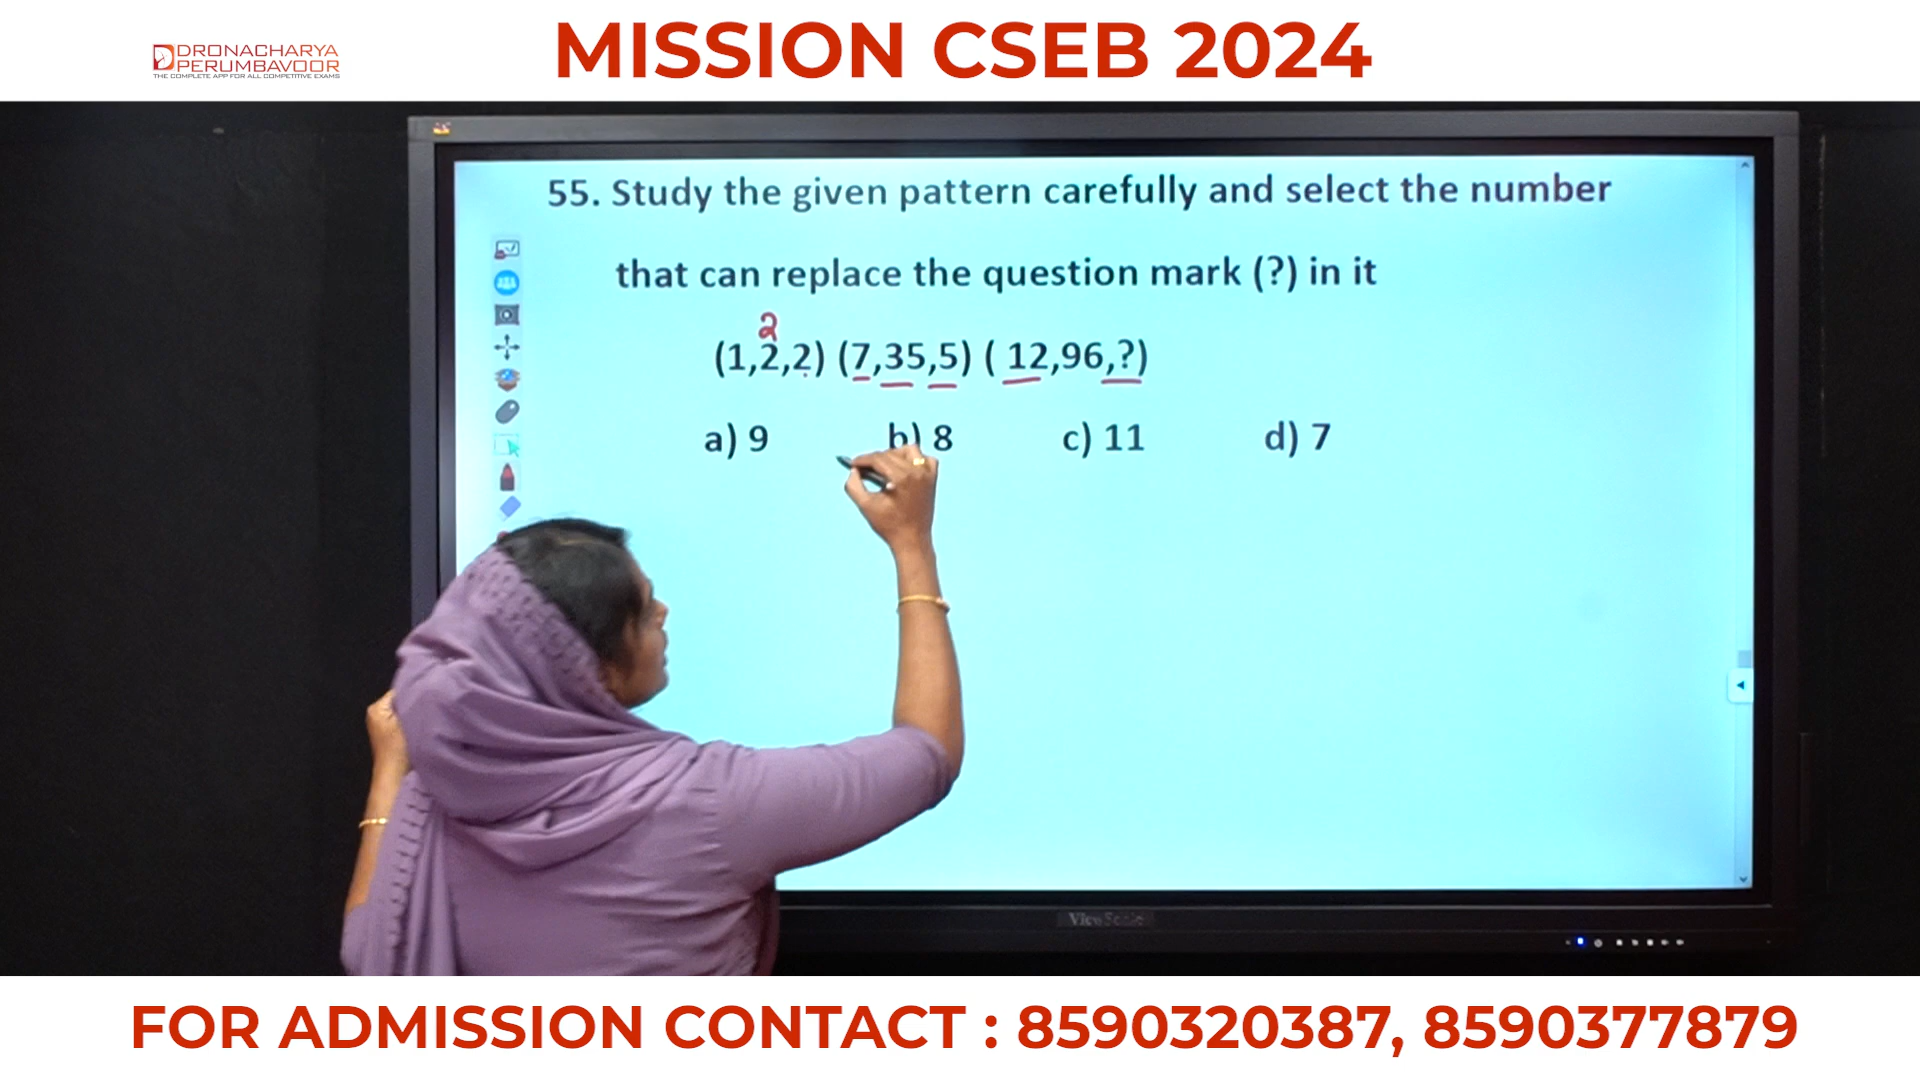 MISSION CSEB 2024
DRONACHARYA
PERUMBAVOOR
THE COMPLETE APP FOR ALL COMPETITIVE EXAMS
55. Study the given pattern carefully and select the number
that can replace the question mark (?) in it
2
(1,2,2) (7,35,5) ( 12,96,?)
a) 9 b) 8 c) 11 d) 7
ViewSonic
FOR ADMISSION CONTACT : 8590320387, 8590377879